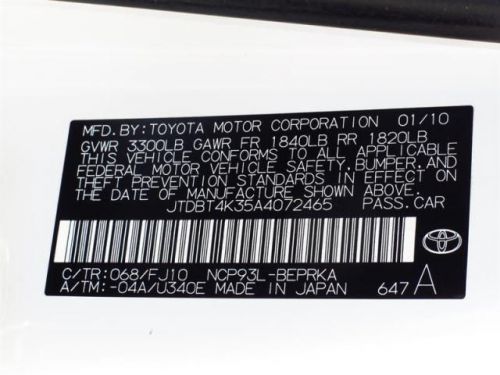 MFD.BY: TOYOTA MOTOR CORPORATION 01/10
GVWR 3300LB GAWR FR 1840LB RR 1820LB
THIS VEHICLE CONFORMS TO ALL APPLICABLE
FEDERAL MOTOR VEHICLE SAFETY, BUMPER, AND
THEFT PREVENTION STANDARDS IN EFFECT ON
THE DATE OF MANUFACTURE SHOWN ABOVE.
JTDBT4K35A4072465 PASS.CAR
C/TR: 068/FJ10 NCP93L-BEPRKA
A/TM: -04A/U340E MADE IN JAPAN 647 A
TOYOTA